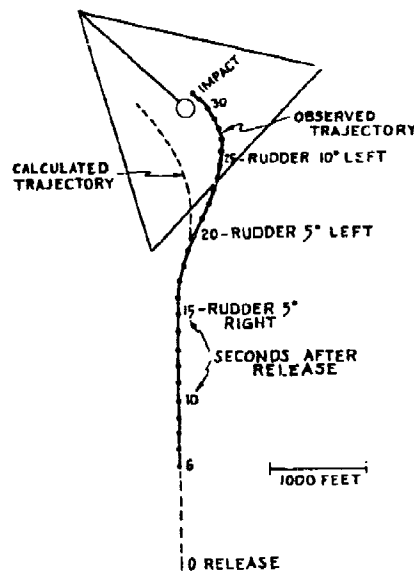 IMPACT
30
OBSERVED
TRAJECTORY
25-RUDDER 10° LEFT
CALCULATED
TRAJECTORY
20-RUDDER 5° LEFT
15-RUDDER 5°
RIGHT
SECONDS AFTER
RELEASE
10
6
1000 FEET
0 RELEASE